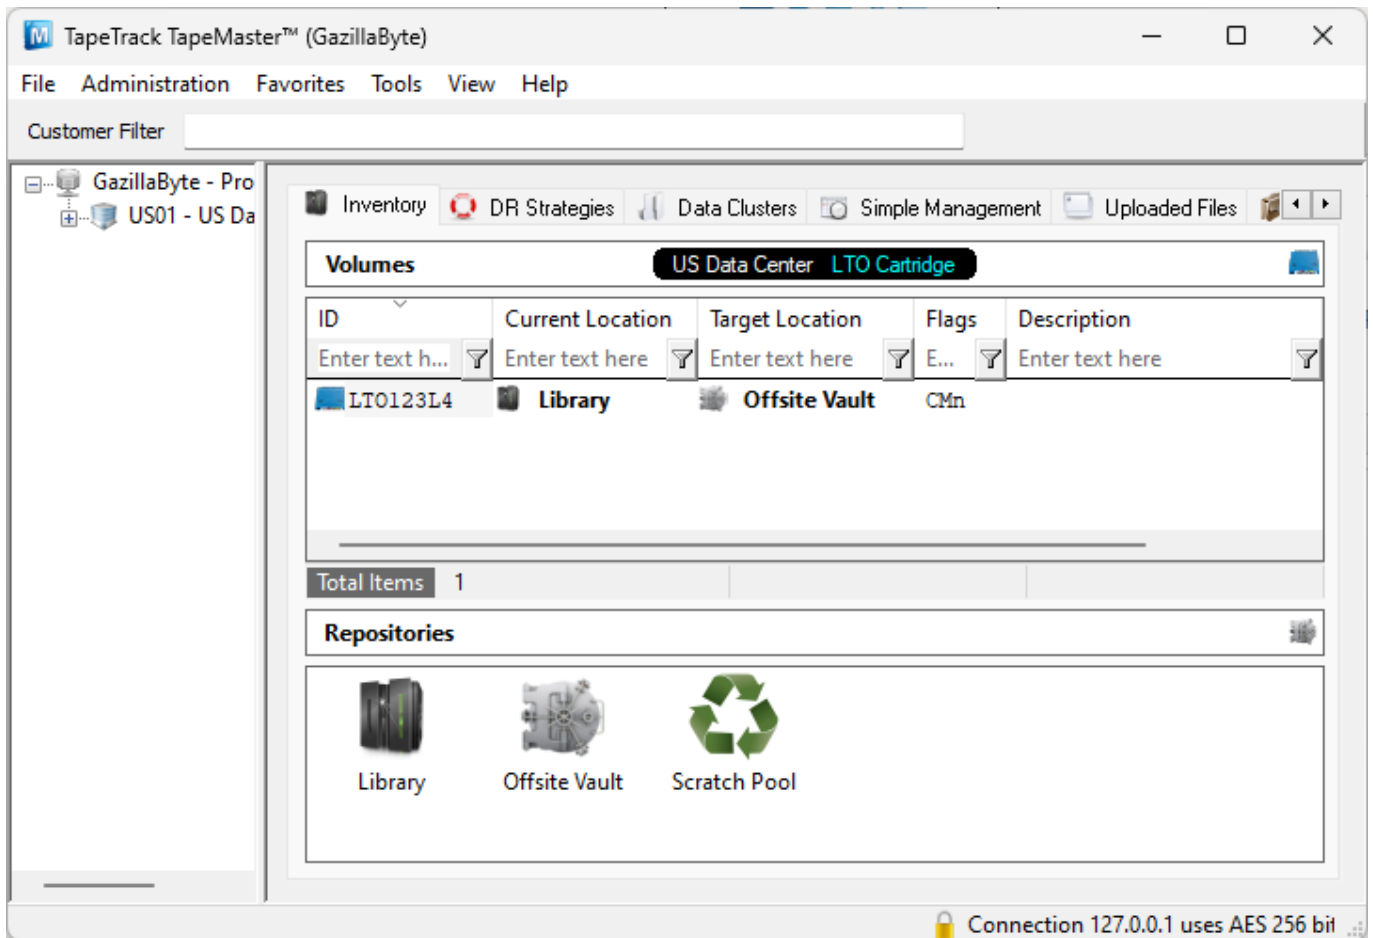 TapeTrack TapeMaster™ (GazillaByte)
File Administration Favorites Tools View Help
Customer Filter
GazillaByte - Pro
US01 - US Da
Inventory DR Strategies Data Clusters Simple Management Uploaded Files
Volumes US Data Center LTO Cartridge
ID Current Location Target Location Flags Description
Enter text h... Enter text here Enter text here E... Enter text here
LTO123L4 Library Offsite Vault CMn
Total Items 1
Repositories
Library Offsite Vault Scratch Pool
Connection 127.0.0.1 uses AES 256 bit